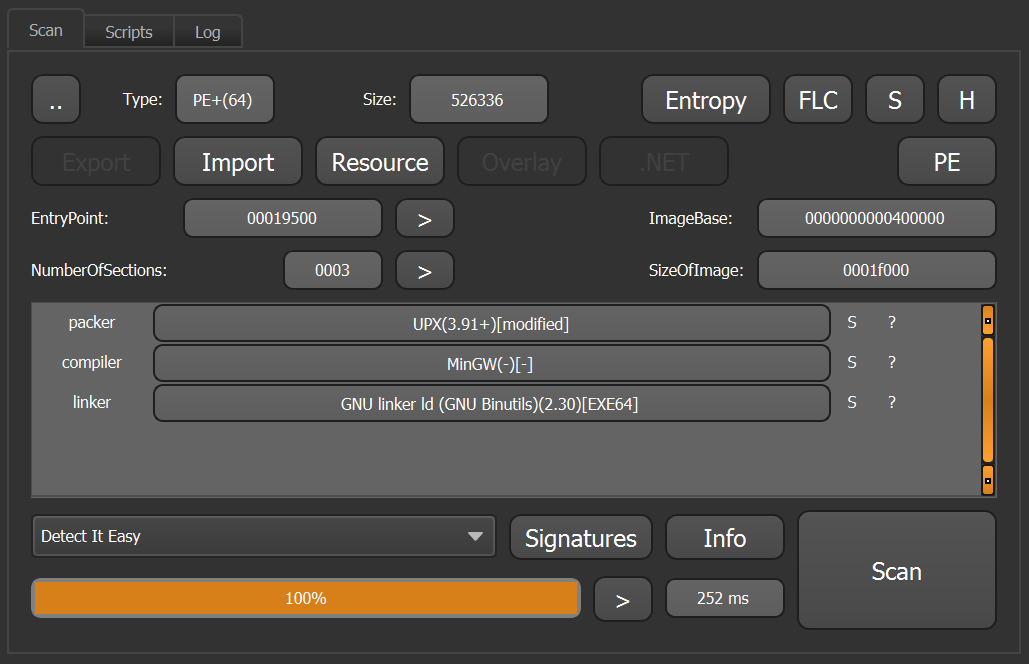 Scan Scripts Log
.. Type: PE+(64) Size: 526336 Entropy FLC S H
Export Import Resource Overlay .NET PE
EntryPoint: 00019500 > ImageBase: 0000000000400000
NumberOfSections: 0003 > SizeOfImage: 0001f000
packer UPX(3.91+)[modified] S ?
compiler MinGW(-)[-] S ?
linker GNU linker ld (GNU Binutils)(2.30)[EXE64] S ?
Detect It Easy Signatures Info Scan
100% > 252 ms